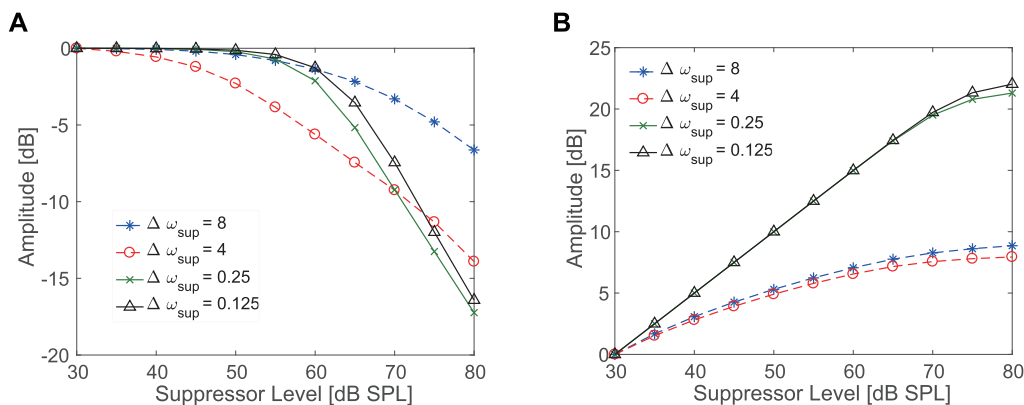 A
0
-5
-10
-15
-20
Amplitude [dB]
Δ ωsup = 8
Δ ωsup = 4
Δ ωsup = 0.25
Δ ωsup = 0.125
30 40 50 60 70 80
Suppressor Level [dB SPL]
B
25
20
15
10
5
0
Amplitude [dB]
Δ ωsup = 8
Δ ωsup = 4
Δ ωsup = 0.25
Δ ωsup = 0.125
30 40 50 60 70 80
Suppressor Level [dB SPL]